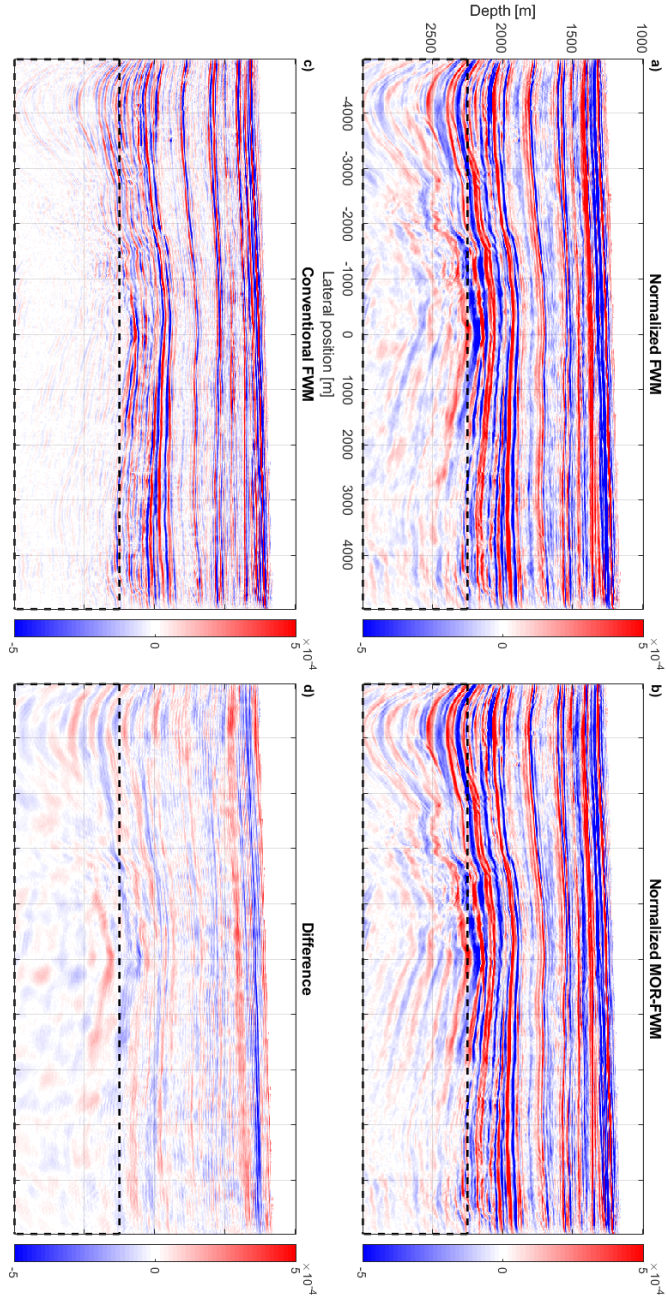 a) Normalized FWM
Depth [m]
1000
1500
2000
2500
×10⁻⁴
5
0
-5
b) Normalized MOR-FWM
×10⁻⁴
5
0
-5
-4000 -3000 -2000 -1000 0 1000 2000 3000 4000
Lateral position [m]
c) Conventional FWM
×10⁻⁴
5
0
-5
d) Difference
×10⁻⁴
5
0
-5